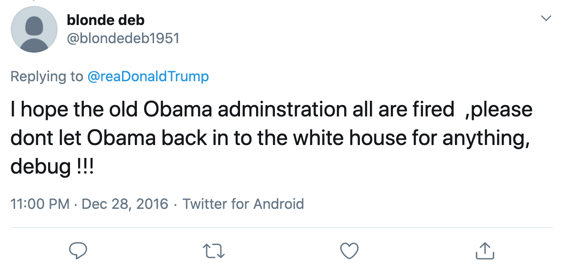 blonde deb
@blondedeb1951
Replying to @reaDonaldTrump
I hope the old Obama adminstration all are fired ,please
dont let Obama back in to the white house for anything,
debug !!!
11:00 PM · Dec 28, 2016 · Twitter for Android